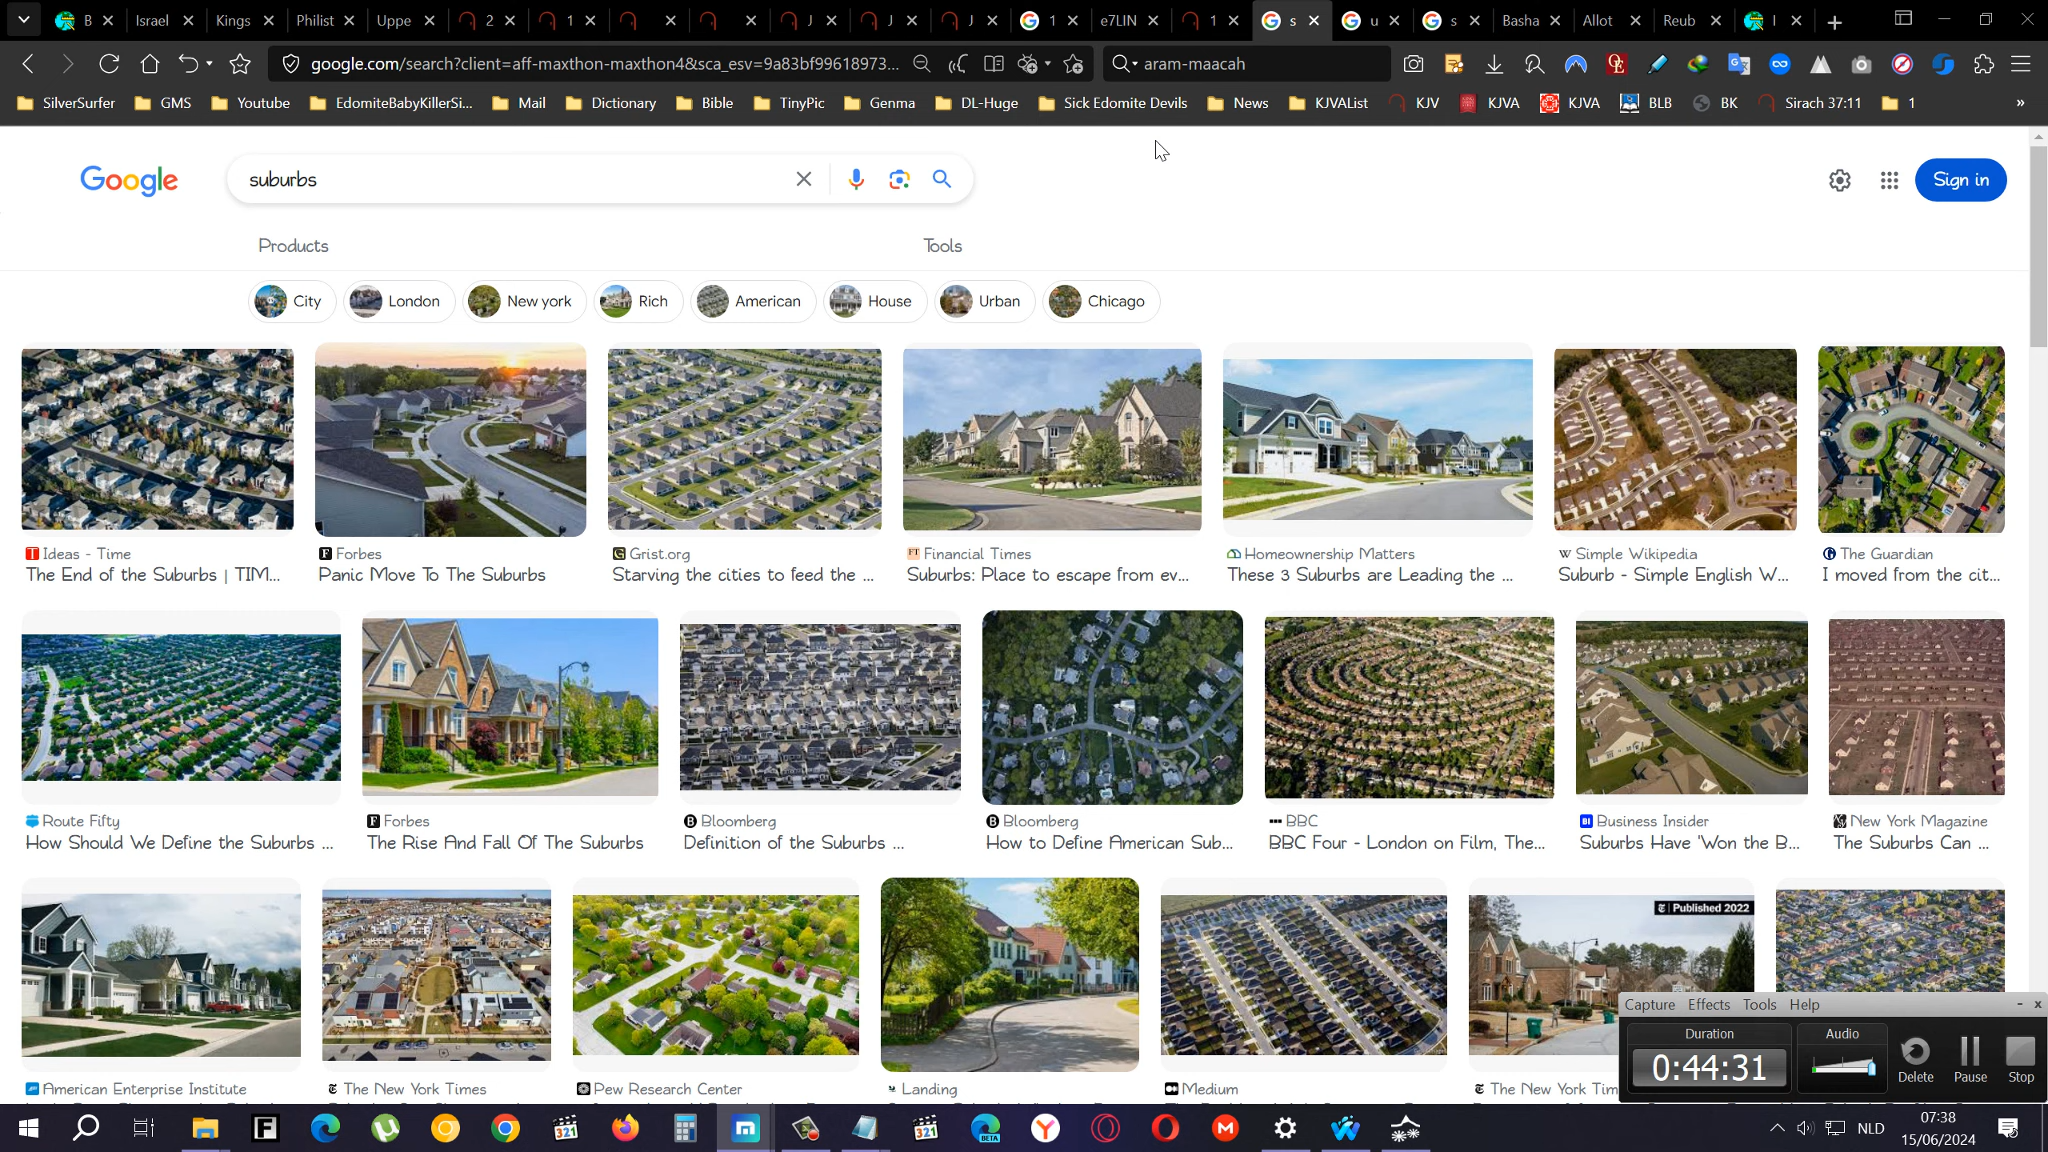 B Israel Kings Philist Uppe 2 1 J J J 1 e7LIN 1 s u s Basha Allot Reub
google.com/search?client=aff-maxthon-maxthon4&sca_esv=9a83bf99618973... aram-maacah
SilverSurfer GMS Youtube EdomiteBabyKillerSi... Mail Dictionary Bible TinyPic Genma DL-Huge Sick Edomite Devils News KJVAList KJV KJVA KJVA BLB BK Sirach 37:11 1 »
Google suburbs Sign in
Products Tools
City London New york Rich American House Urban Chicago
Ideas - Time Forbes Grist.org Financial Times Homeownership Matters Simple Wikipedia The Guardian
The End of the Suburbs | TIM... Panic Move To The Suburbs Starving the cities to feed the ... Suburbs: Place to escape from ev... These 3 Suburbs are Leading the ... Suburb - Simple English W... I moved from the cit...
Route Fifty Forbes Bloomberg Bloomberg BBC Business Insider New York Magazine
How Should We Define the Suburbs ... The Rise And Fall Of The Suburbs Definition of the Suburbs ... How to Define American Sub... BBC Four - London on Film, The... Suburbs Have 'Won the B... The Suburbs Can ...
Published 2022
American Enterprise Institute The New York Times Pew Research Center Landing Medium The New York Tim
Capture Effects Tools Help
Duration Audio
0:44:31
Delete Pause Stop
NLD 07:38
15/06/2024